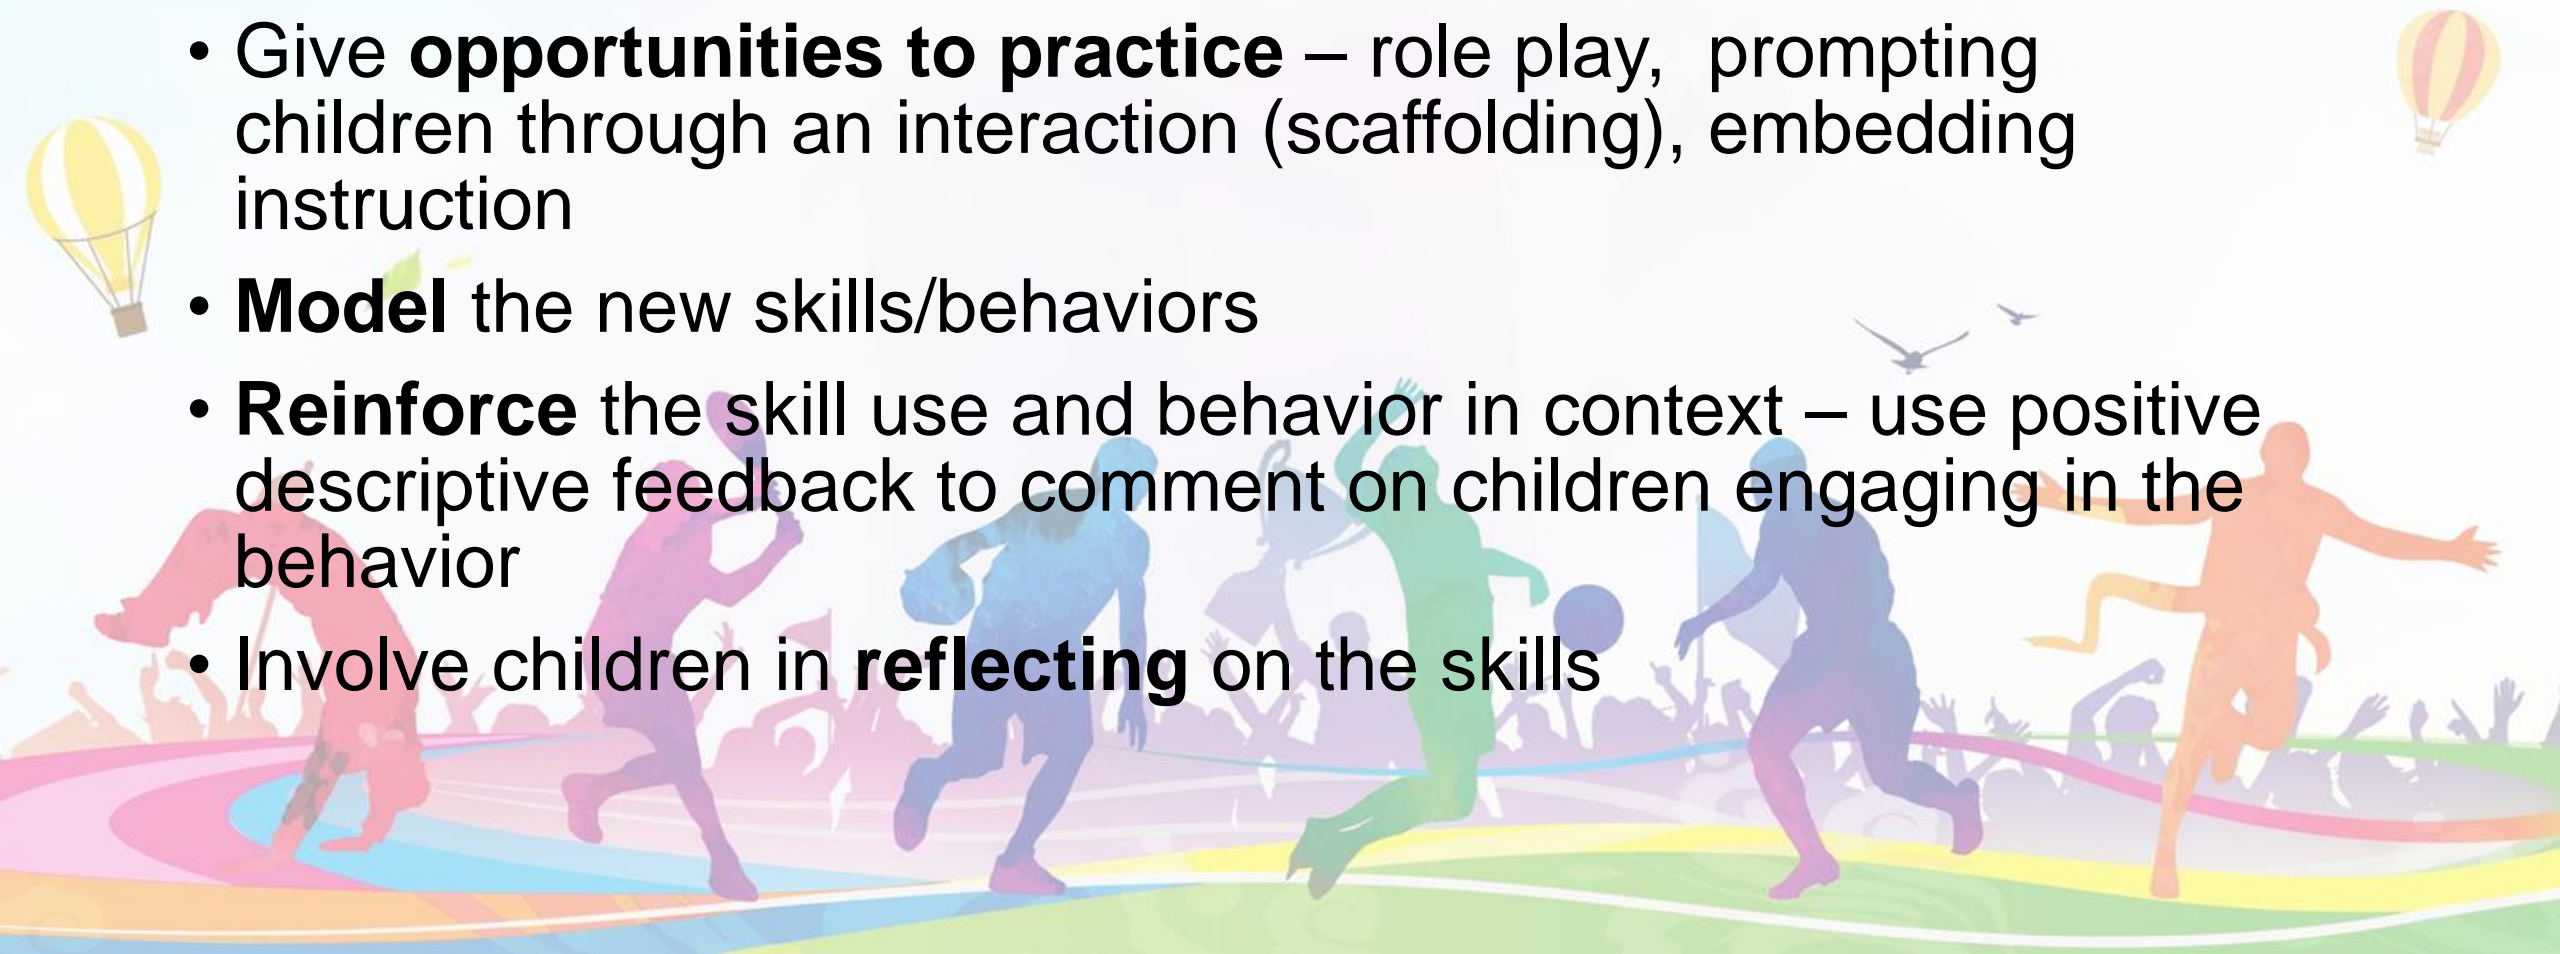 • Give opportunities to practice – role play, prompting
children through an interaction (scaffolding), embedding
instruction
• Model the new skills/behaviors
• Reinforce the skill use and behavior in context – use positive
descriptive feedback to comment on children engaging in the
behavior
• Involve children in reflecting on the skills